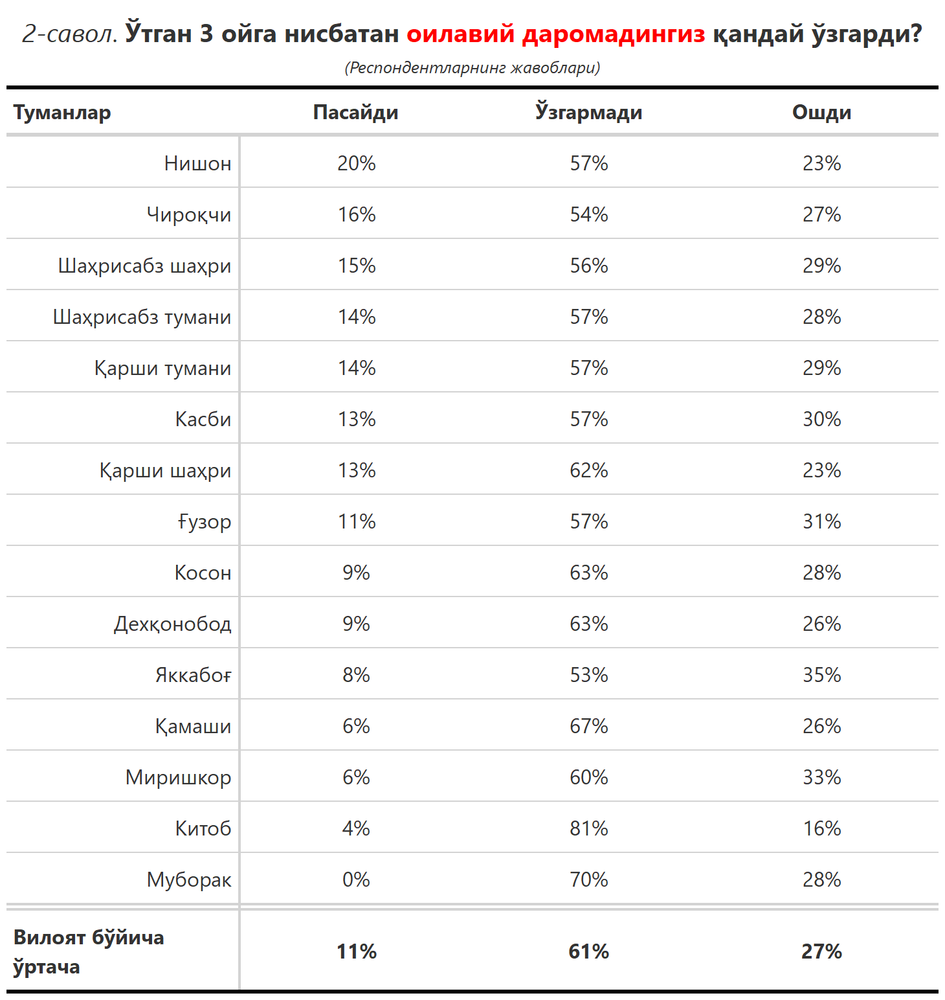 2-савол. Ўтган 3 ойга нисбатан оилавий даромадингиз қандай ўзгарди?
(Респондентларнинг жавоблари)
Туманлар Пасайди Ўзгармади Ошди
Нишон 20% 57% 23%
Чироқчи 16% 54% 27%
Шаҳрисабз шаҳри 15% 56% 29%
Шаҳрисабз тумани 14% 57% 28%
Қарши тумани 14% 57% 29%
Касби 13% 57% 30%
Қарши шаҳри 13% 62% 23%
Ғузор 11% 57% 31%
Косон 9% 63% 28%
Дехқонобод 9% 63% 26%
Яккабоғ 8% 53% 35%
Қамаши 6% 67% 26%
Миришкор 6% 60% 33%
Китоб 4% 81% 16%
Муборак 0% 70% 28%
Вилоят бўйича
ўртача 11% 61% 27%